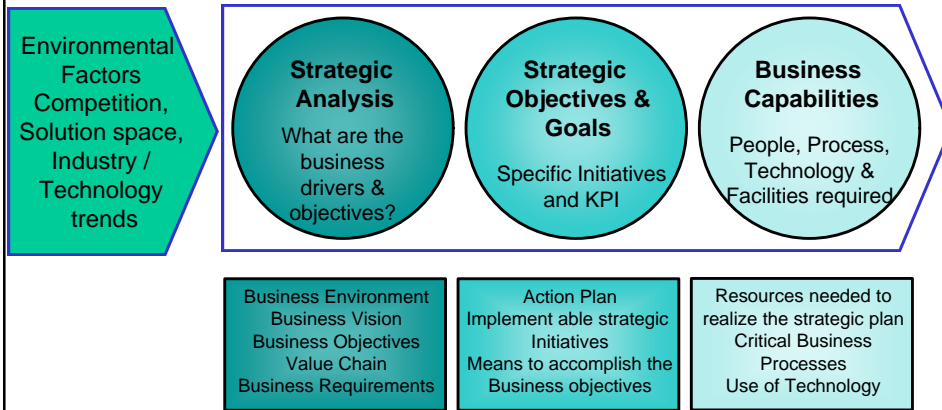 Environmental
Factors
Competition,
Solution space,
Industry /
Technology
trends
Strategic
Analysis
What are the
business
drivers &
objectives?
Strategic
Objectives &
Goals
Specific Initiatives
and KPI
Business
Capabilities
People, Process,
Technology &
Facilities required
Business Environment
Business Vision
Business Objectives
Value Chain
Business Requirements
Action Plan
Implement able strategic
Initiatives
Means to accomplish the
Business objectives
Resources needed to
realize the strategic plan
Critical Business
Processes
Use of Technology